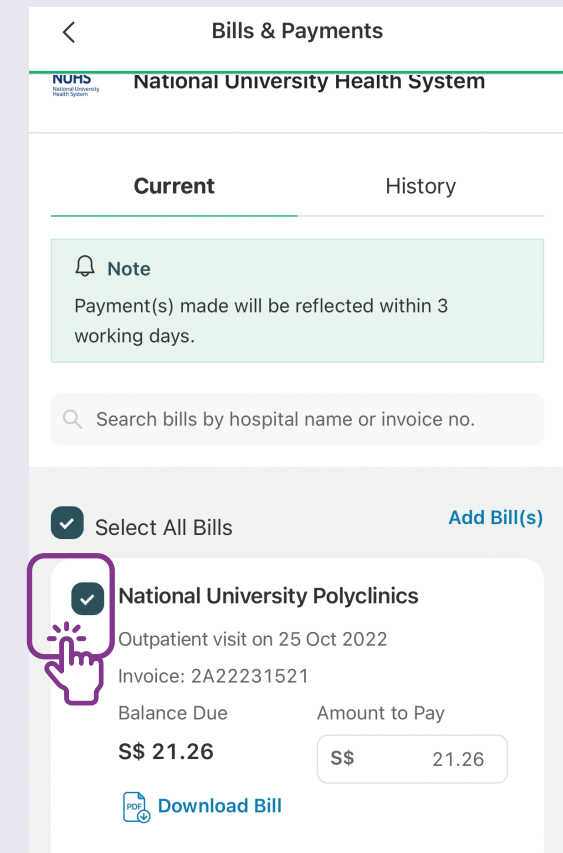 Bills & Payments
NUHS
National University
Health System
National University Health System
Current
History
Note
Payment(s) made will be reflected within 3
working days.
Search bills by hospital name or invoice no.
Select All Bills
Add Bill(s)
National University Polyclinics
Outpatient visit on 25 Oct 2022
Invoice: 2A22231521
Balance Due
Amount to Pay
S$ 21.26
S$ 21.26
PDF
Download Bill